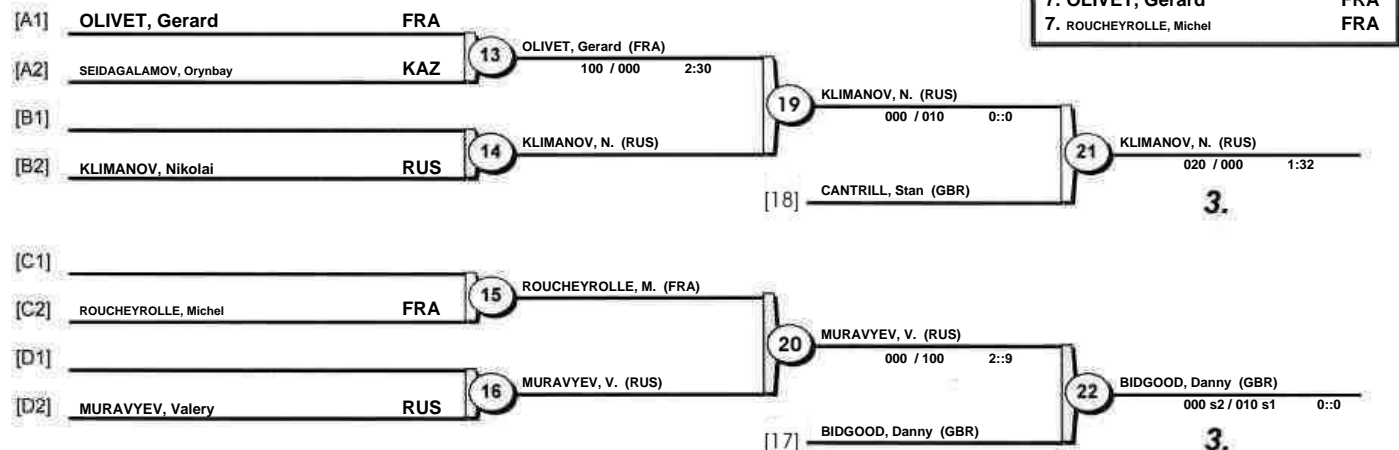 7. OLIVET, Gerard FRA
7. ROUCHEYROLLE, Michel FRA
[A1] OLIVET, Gerard FRA
13 OLIVET, Gerard (FRA)
100 / 000 2:30
[A2] SEIDAGALAMOV, Orynbay KAZ
19 KLIMANOV, N. (RUS)
000 / 010 0::0
[B1]
14 KLIMANOV, N. (RUS)
[B2] KLIMANOV, Nikolai RUS
21 KLIMANOV, N. (RUS)
020 / 000 1:32
[18] CANTRILL, Stan (GBR)
3.
[C1]
15 ROUCHEYROLLE, M. (FRA)
[C2] ROUCHEYROLLE, Michel FRA
20 MURAVYEV, V. (RUS)
000 / 100 2::9
[D1]
16 MURAVYEV, V. (RUS)
[D2] MURAVYEV, Valery RUS
22 BIDGOOD, Danny (GBR)
000 s2 / 010 s1 0::0
[17] BIDGOOD, Danny (GBR)
3.